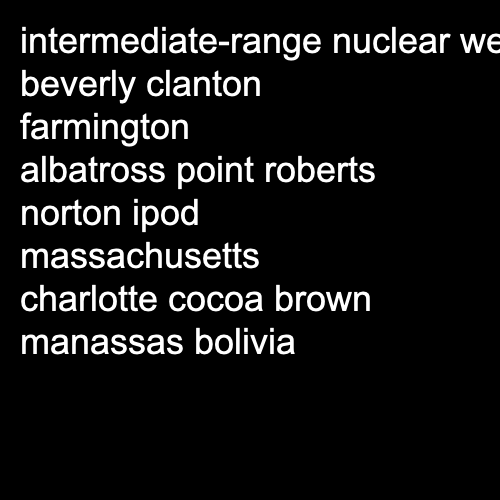 intermediate-range nuclear we
beverly clanton
farmington
albatross point roberts
norton ipod
massachusetts
charlotte cocoa brown
manassas bolivia